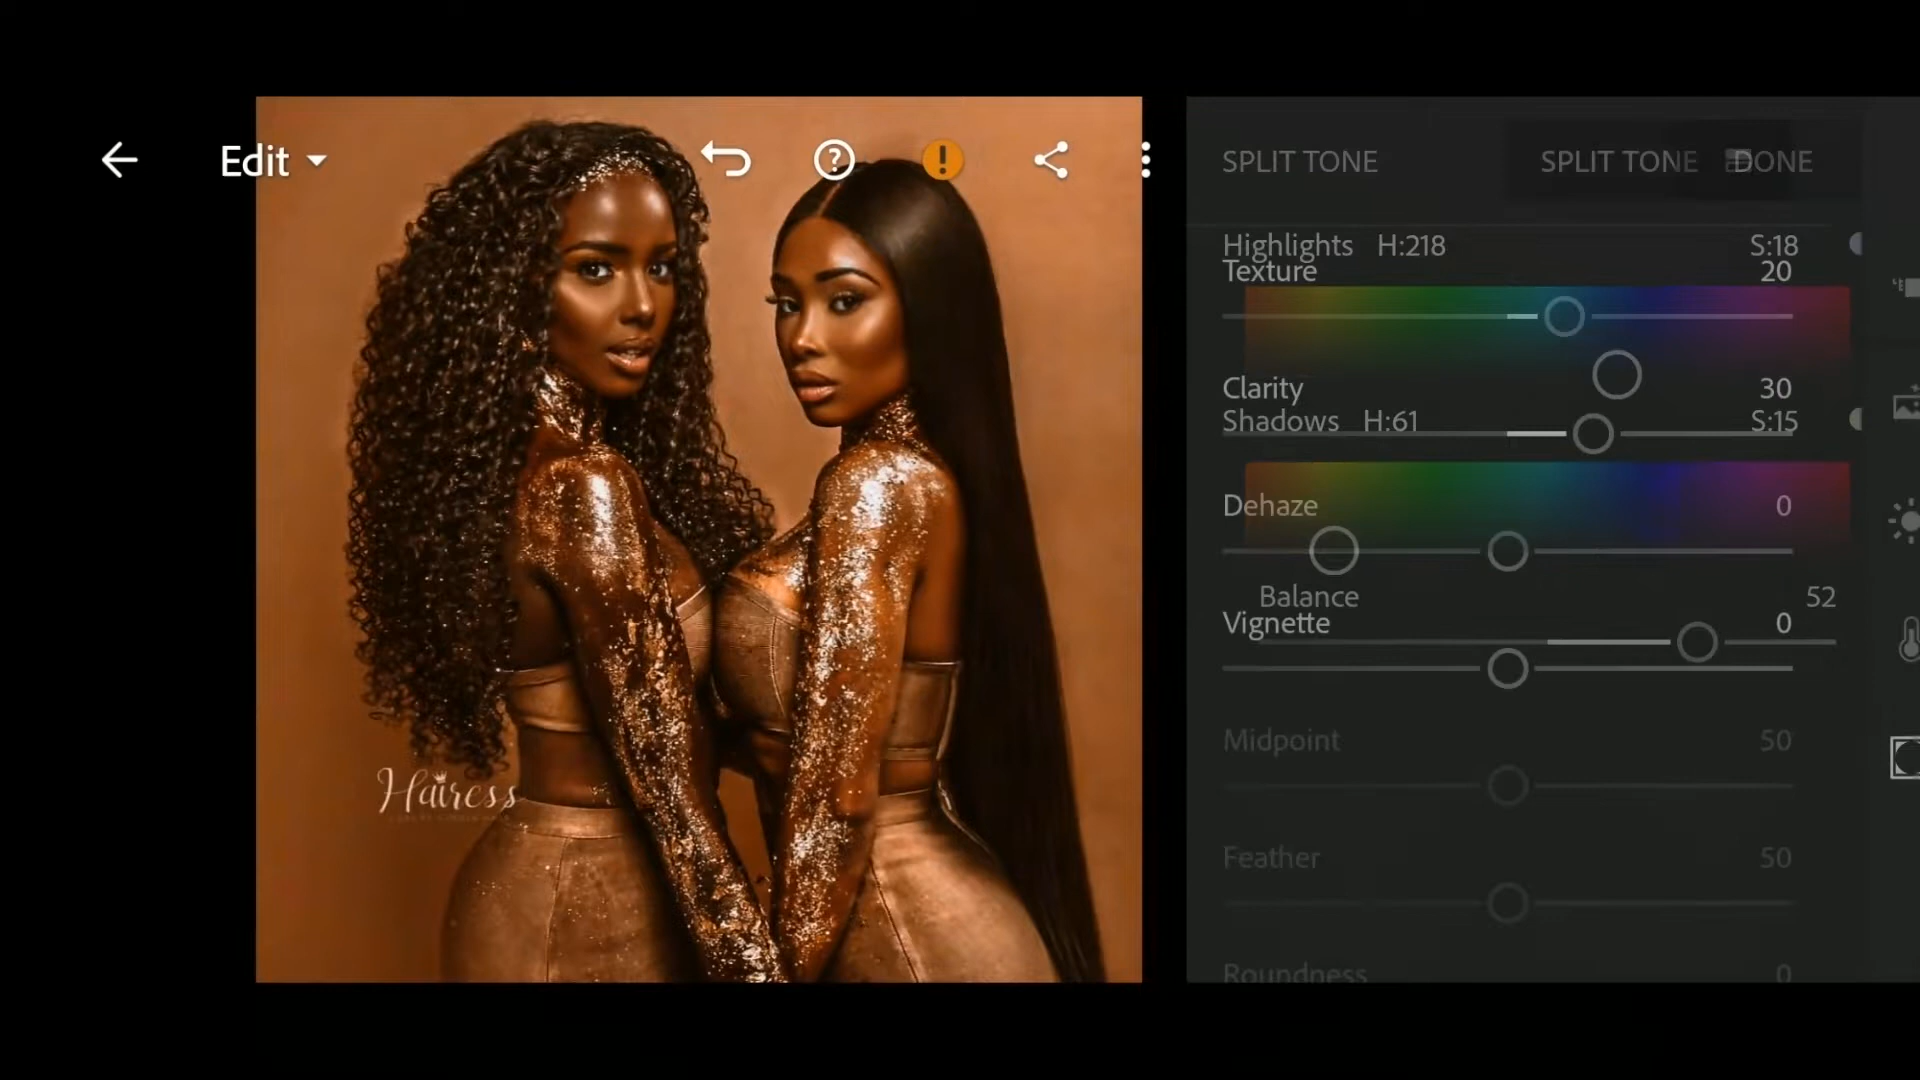 Edit
SPLIT TONE
SPLIT TONE
DONE
Highlights H:218 S:18
Texture 20
Clarity 30
Shadows H:61 S:15
Dehaze 0
Balance 52
Vignette 0
Midpoint 50
Hairess
Feather 50
Roundness 0